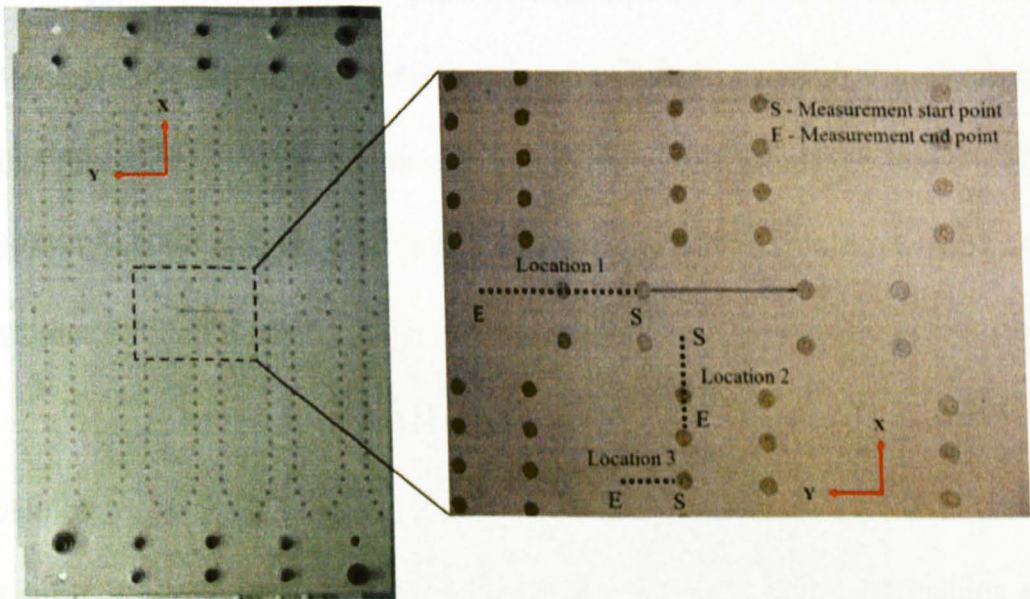 X
Y
S - Measurement start point
E - Measurement end point
Location 1
E
S
S
Location 2
E
X
Location 3
E
S
Y